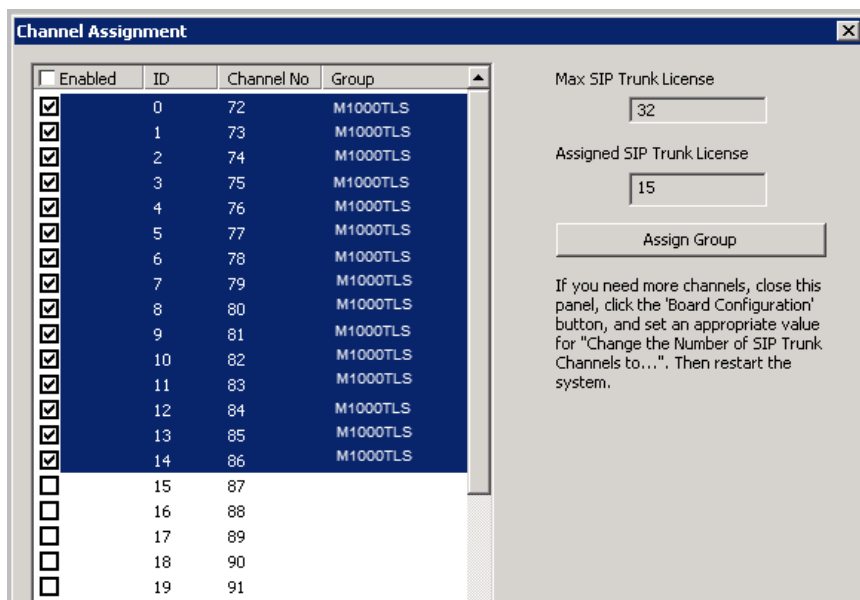 Channel Assignment
Enabled ID Channel No Group
0 72 M1000TLS
1 73 M1000TLS
2 74 M1000TLS
3 75 M1000TLS
4 76 M1000TLS
5 77 M1000TLS
6 78 M1000TLS
7 79 M1000TLS
8 80 M1000TLS
9 81 M1000TLS
10 82 M1000TLS
11 83 M1000TLS
12 84 M1000TLS
13 85 M1000TLS
14 86 M1000TLS
15 87
16 88
17 89
18 90
19 91
Max SIP Trunk License
32
Assigned SIP Trunk License
15
Assign Group
If you need more channels, close this
panel, click the 'Board Configuration'
button, and set an appropriate value
for "Change the Number of SIP Trunk
Channels to...". Then restart the
system.